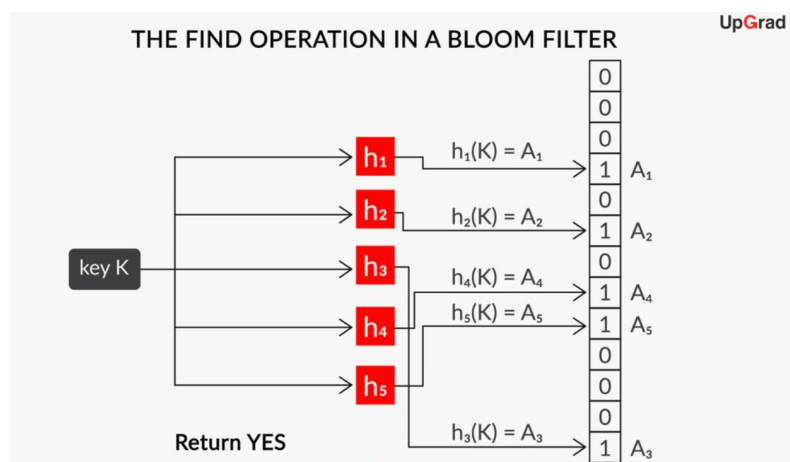 UpGrad
THE FIND OPERATION IN A BLOOM FILTER
0
0
0
h₁ h₁(K) = A₁ 1 A₁
0
h₂ h₂(K) = A₂ 1 A₂
key K h₃ 0
h₄(K) = A₄ 1 A₄
h₄ h₅(K) = A₅ 1 A₅
0
h₅ 0
0
Return YES h₃(K) = A₃ 1 A₃